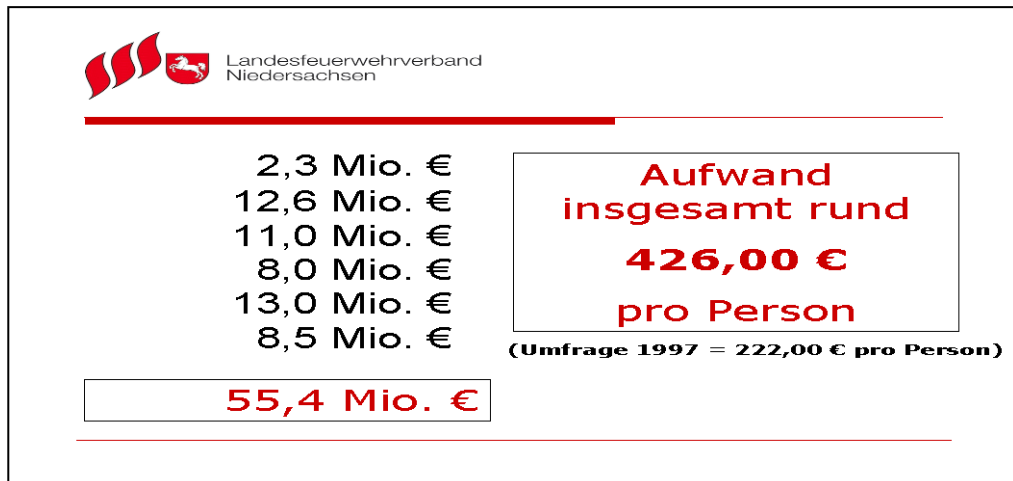 Landesfeuerwehrverband
Niedersachsen
2,3 Mio. €
12,6 Mio. €
11,0 Mio. €
8,0 Mio. €
13,0 Mio. €
8,5 Mio. €
55,4 Mio. €
Aufwand
insgesamt rund
426,00 €
pro Person
(Umfrage 1997 = 222,00 € pro Person)